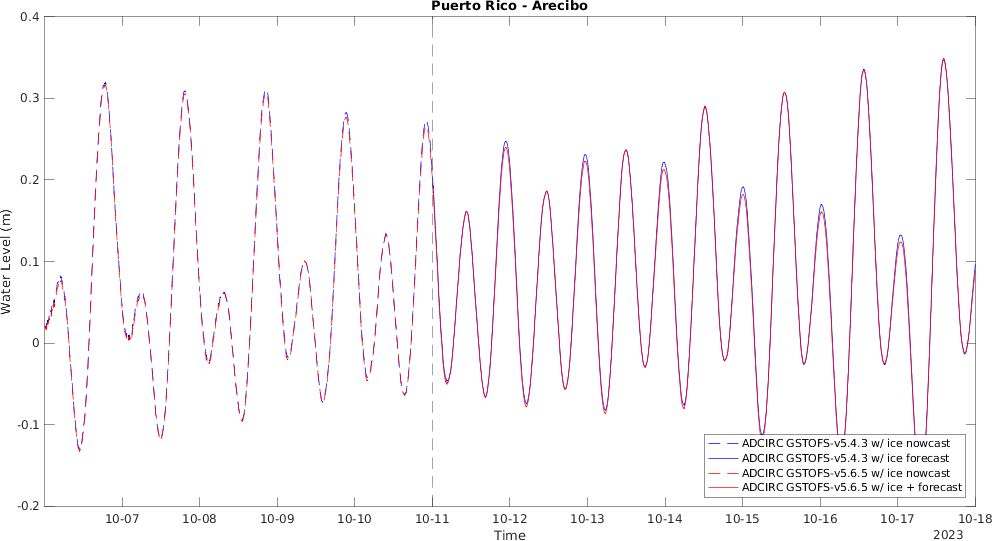 Puerto Rico - Arecibo
0.4
0.3
0.2
0.1
0
-0.1
-0.2
Water Level (m)
ADCIRC GSTOFS-v5.4.3 w/ ice nowcast
ADCIRC GSTOFS-v5.4.3 w/ ice forecast
ADCIRC GSTOFS-v5.6.5 w/ ice nowcast
ADCIRC GSTOFS-v5.6.5 w/ ice + forecast
10-07 10-08 10-09 10-10 10-11 10-12 10-13 10-14 10-15 10-16 10-17 10-18
Time
2023